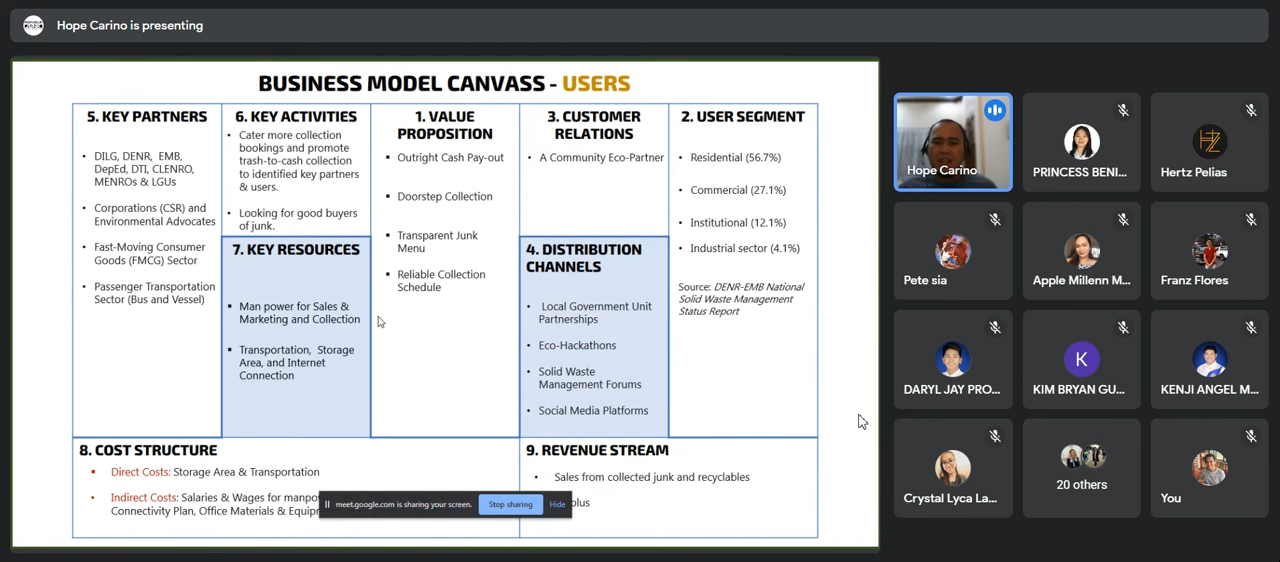 Hope Carino is presenting
BUSINESS MODEL CANVASS - USERS
5. KEY PARTNERS
DILG, DENR, EMB,
DepEd, DTI, CLENRO,
MENROs & LGUs
Corporations (CSR) and
Environmental Advocates
Fast-Moving Consumer
Goods (FMCG) Sector
Passenger Transportation
Sector (Bus and Vessel)
6. KEY ACTIVITIES
Cater more collection
bookings and promote
trash-to-cash collection
to identified key partners
& users.
Looking for good buyers
of junk.
7. KEY RESOURCES
Man power for Sales &
Marketing and Collection
Transportation, Storage
Area, and Internet
Connection
1. VALUE
PROPOSITION
Outright Cash Pay-out
Doorstep Collection
Transparent Junk
Menu
Reliable Collection
Schedule
3. CUSTOMER
RELATIONS
A Community Eco-Partner
4. DISTRIBUTION
CHANNELS
Local Government Unit
Partnerships
Eco-Hackathons
Solid Waste
Management Forums
Social Media Platforms
2. USER SEGMENT
Residential (56.7%)
Commercial (27.1%)
Institutional (12.1%)
Industrial sector (4.1%)
Source: DENR-EMB National
Solid Waste Management
Status Report
8. COST STRUCTURE
Direct Costs: Storage Area & Transportation
Indirect Costs: Salaries & Wages for
Connectivity Plan, Office Materials &
9. REVENUE STREAM
Sales from collected junk and recyclables
meet.google.com is sharing your screen.
Stop sharing
Hide
Hope Carino
PRINCESS BENI...
Hertz Pelias
HZ
Pete sia
Apple Millenn M...
Franz Flores
DARYL JAY PRO...
K
KIM BRYAN GU...
KENJI ANGEL M...
Crystal Lyca La...
20 others
You